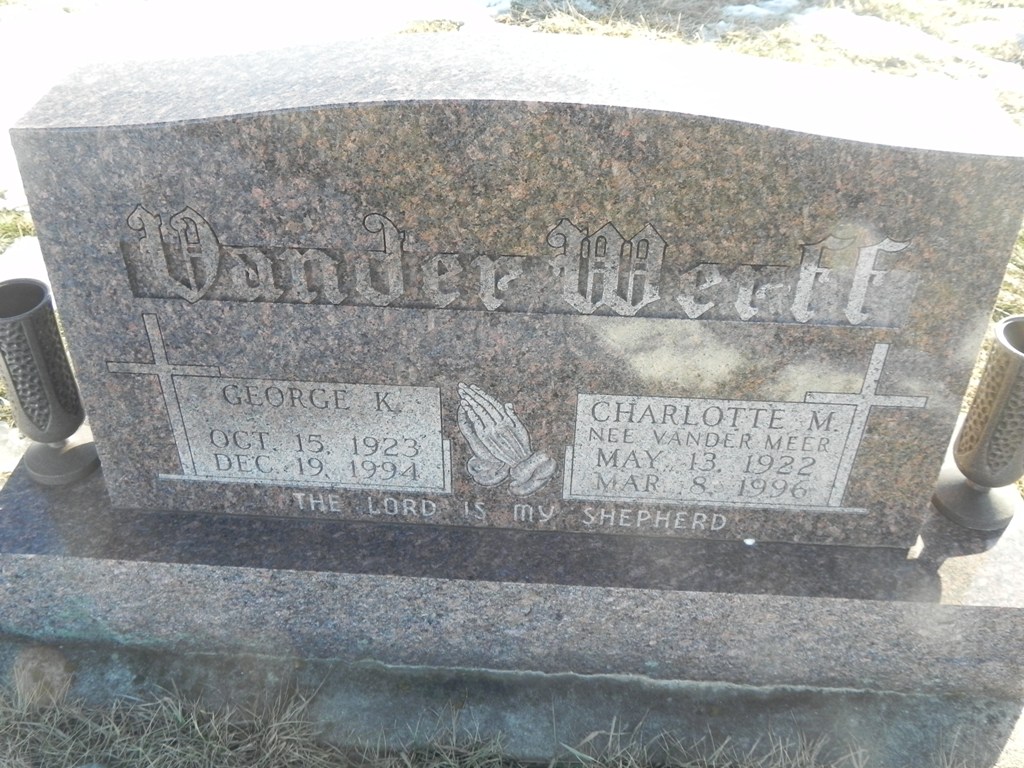 Vander Werff
GEORGE K.
OCT. 15, 1923
DEC. 19, 1994
CHARLOTTE M.
NEE VANDER MEER
MAY 13, 1922
MAR. 8, 1996
THE LORD IS MY SHEPHERD